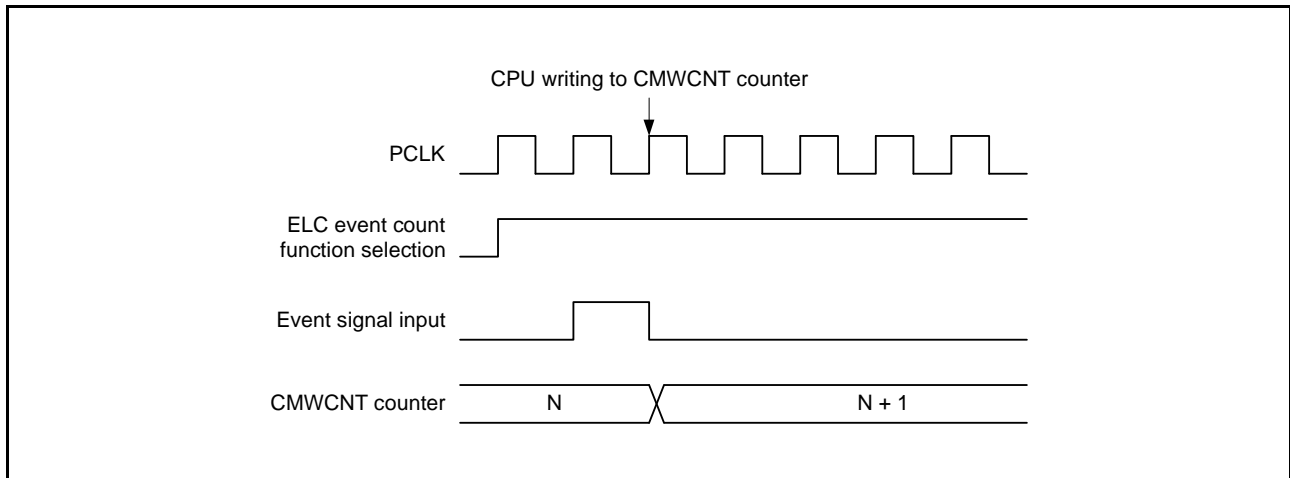 CPU writing to CMWCNT counter
PCLK
ELC event count
function selection
Event signal input
CMWCNT counter N N + 1